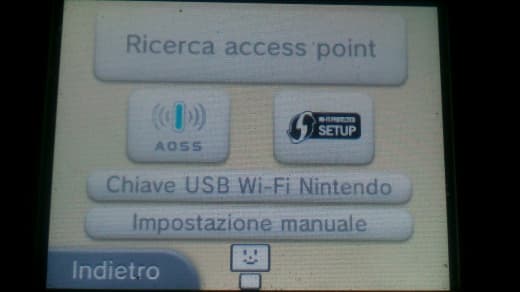 Ricerca access point
AOSS
WI-FI PROTECTED
SETUP
Chiave USB Wi-Fi Nintendo
Impostazione manuale
Indietro